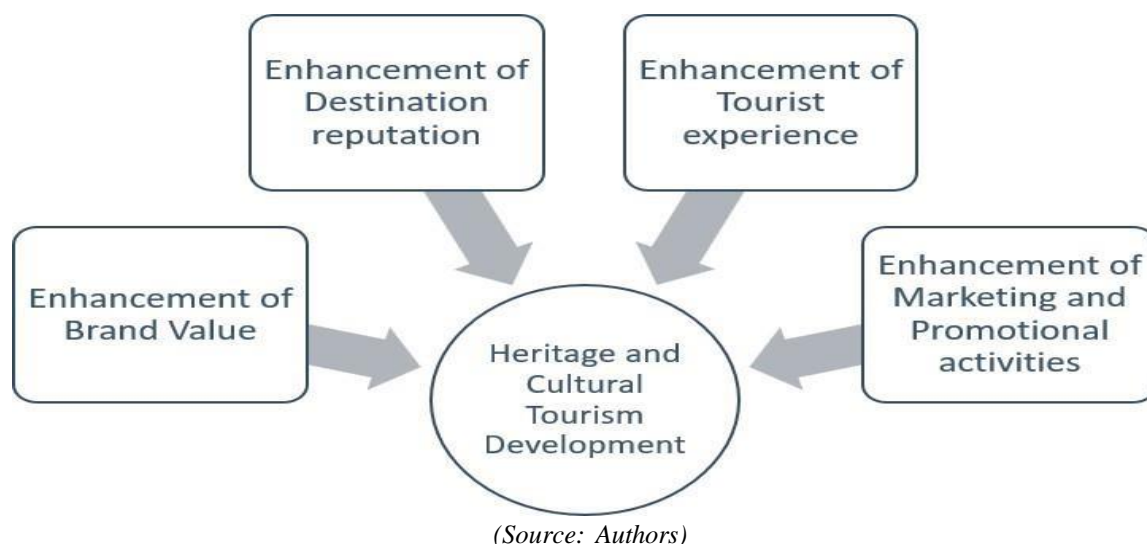 Enhancement of
Destination
reputation
Enhancement of
Tourist
experience
Enhancement of
Brand Value
Enhancement of
Marketing and
Promotional
activities
Heritage and
Cultural
Tourism
Development
(Source: Authors)